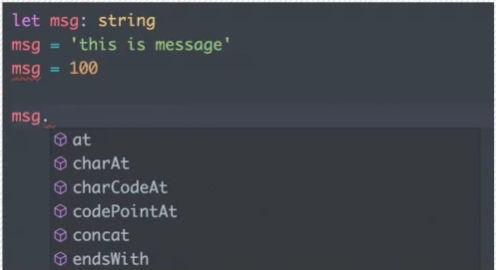 let msg: string
msg = 'this is message'
msg = 100
msg.
at
charAt
charCodeAt
codePointAt
concat
endsWith